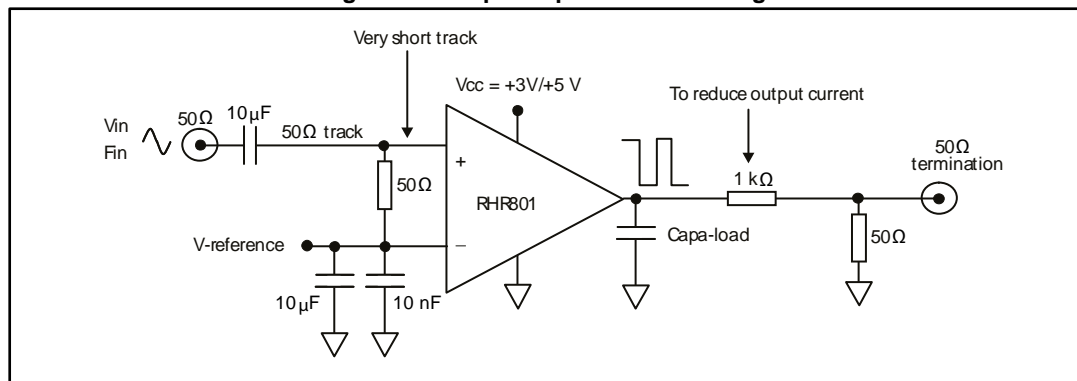 Very short track
Vcc = +3V/+5 V
To reduce output current
Vin
Fin
50Ω
10µF
50Ω track
+
50Ω
RHR801
1 kΩ
50Ω
termination
V-reference
−
Capa-load
50Ω
10µF
10 nF